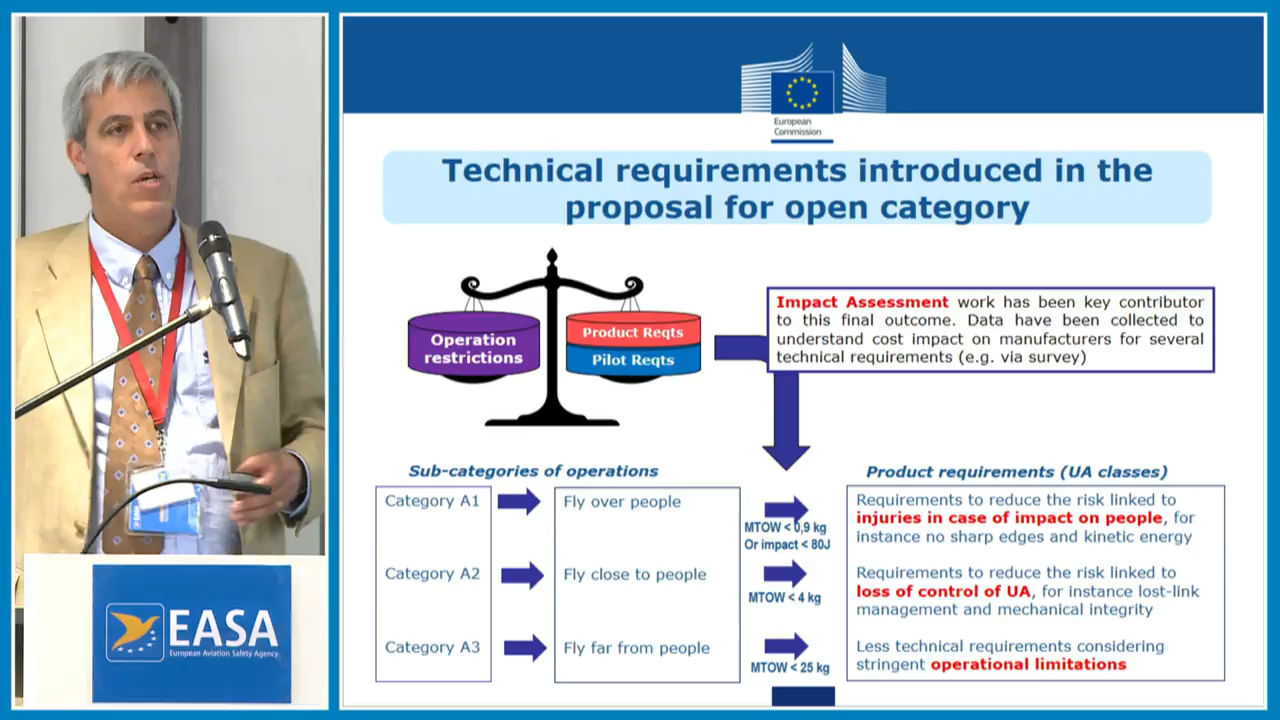 European
Commission
Technical requirements introduced in the
proposal for open category
Operation
restrictions
Product Reqts
Pilot Reqts
Impact Assessment work has been key contributor
to this final outcome. Data have been collected to
understand cost impact on manufacturers for several
technical requirements (e.g. via survey)
Sub-categories of operations
Product requirements (UA classes)
Category A1
Fly over people
MTOW < 0,9 kg
Or impact < 80J
Requirements to reduce the risk linked to
injuries in case of impact on people, for
instance no sharp edges and kinetic energy
Category A2
Fly close to people
MTOW < 4 kg
Requirements to reduce the risk linked to
loss of control of UA, for instance lost-link
management and mechanical integrity
Category A3
Fly far from people
MTOW < 25 kg
Less technical requirements considering
stringent operational limitations
EASA
European Aviation Safety Agency